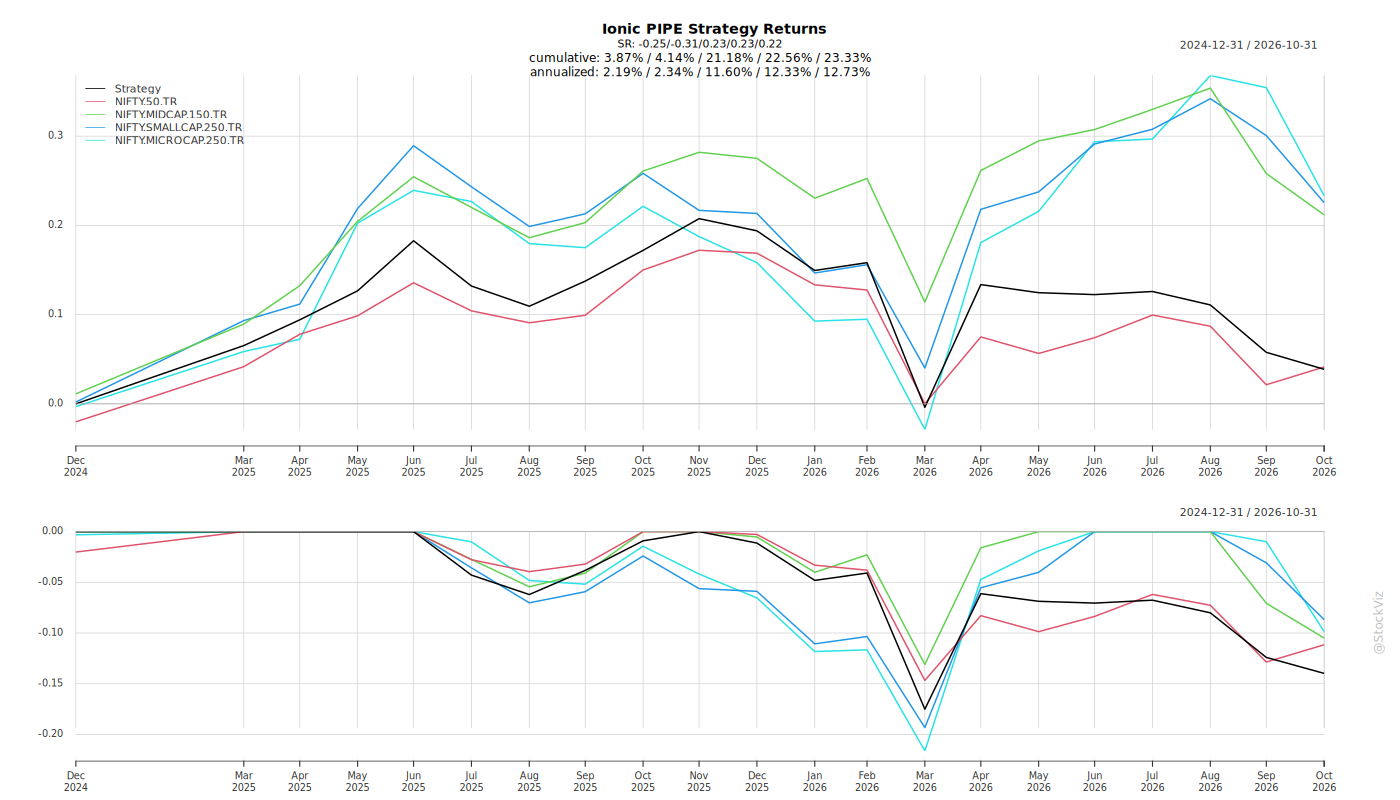 Ionic PIPE Strategy Returns
SR: -0.25/-0.31/0.23/0.23/0.22
cumulative: 3.87% / 4.14% / 21.18% / 22.56% / 23.33%
annualized: 2.19% / 2.34% / 11.60% / 12.33% / 12.73%
2024-12-31 / 2026-10-31
Strategy
NIFTY.50.TR
NIFTY.MIDCAP.150.TR
NIFTY.SMALLCAP.250.TR
NIFTY.MICROCAP.250.TR
0.3
0.2
0.1
0.0
Dec Mar Apr May Jun Jul Aug Sep Oct Nov Dec Jan Feb Mar Apr May Jun Jul Aug Sep Oct
2024 2025 2025 2025 2025 2025 2025 2025 2025 2025 2025 2026 2026 2026 2026 2026 2026 2026 2026 2026 2026
2024-12-31 / 2026-10-31
0.00
-0.05
-0.10
-0.15
-0.20
Dec Mar Apr May Jun Jul Aug Sep Oct Nov Dec Jan Feb Mar Apr May Jun Jul Aug Sep Oct
2024 2025 2025 2025 2025 2025 2025 2025 2025 2025 2025 2026 2026 2026 2026 2026 2026 2026 2026 2026 2026
@StockViz